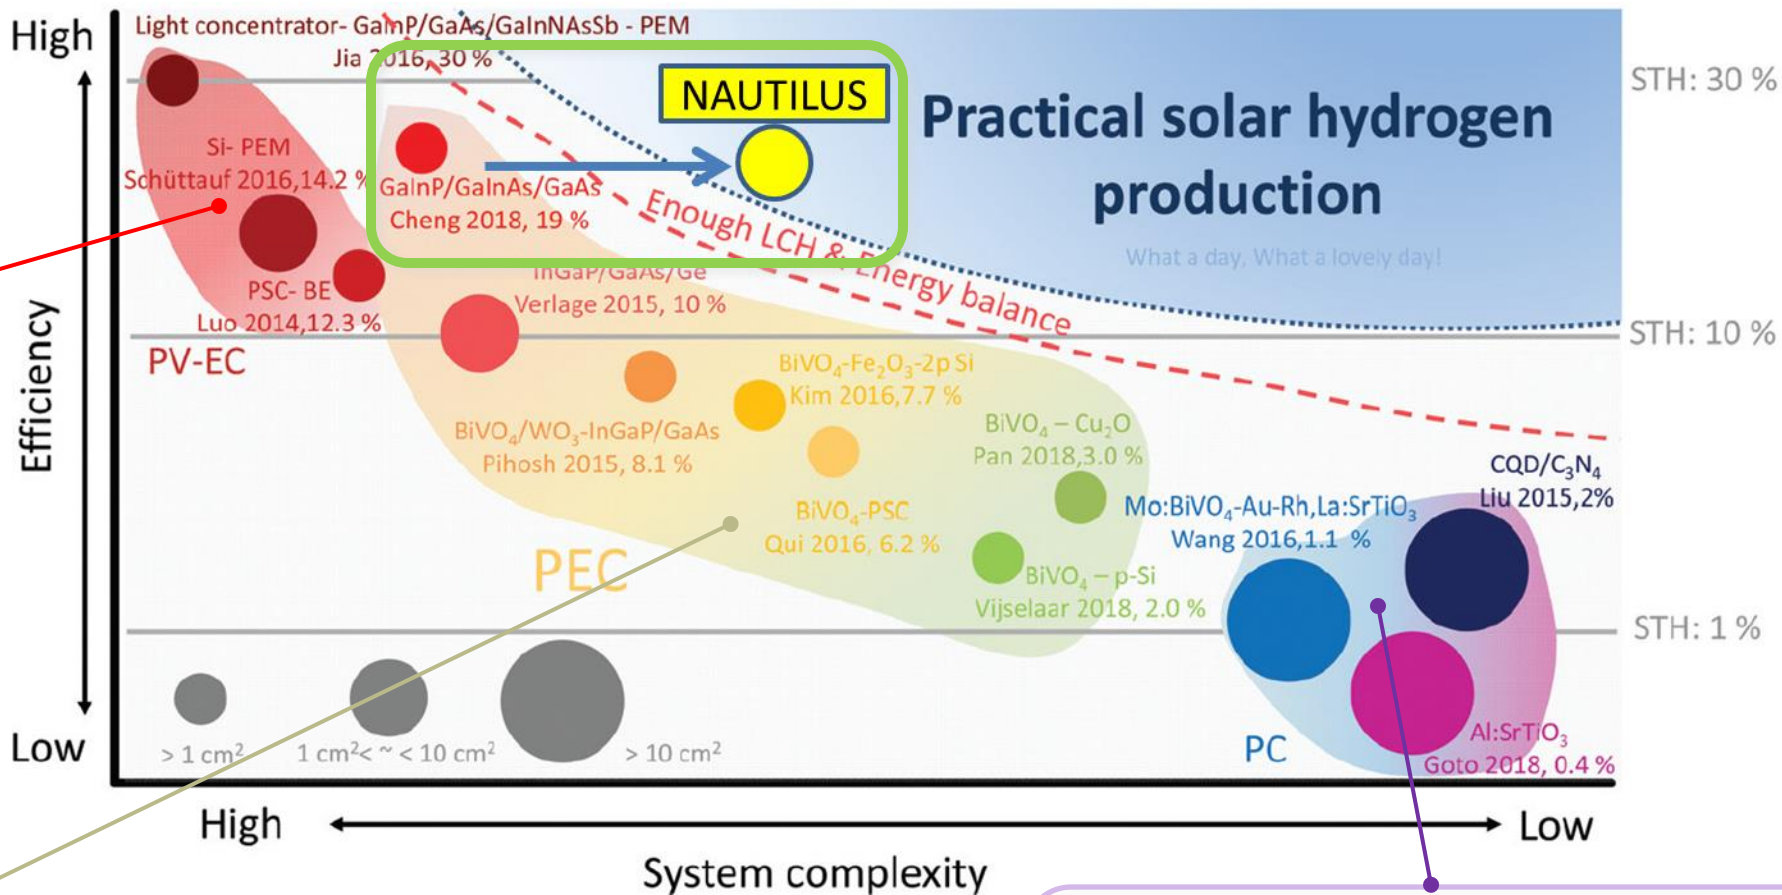 High
Light concentrator- GaInP/GaAs/GaInNAsSb - PEM
Jia 2016, 30 %
STH: 30 %
NAUTILUS
Practical solar hydrogen
production
What a day, What a lovely day!
Si- PEM
Schüttauf 2016,14.2 %
GaInP/GaInAs/GaAs
Cheng 2018, 19 %
Enough LCH & Energy balance
PSC- BE
Luo 2014,12.3 %
InGaP/GaAs/Ge
Verlage 2015, 10 %
STH: 10 %
PV-EC
Efficiency
BiVO₄-Fe₂O₃-2p Si
Kim 2016,7.7 %
BiVO₄/WO₃-InGaP/GaAs
Pihosh 2015, 8.1 %
BiVO₄ – Cu₂O
Pan 2018,3.0 %
CQD/C₃N₄
Liu 2015,2%
BiVO₄-PSC
Qui 2016, 6.2 %
Mo:BiVO₄-Au-Rh,La:SrTiO₃
Wang 2016,1.1 %
PEC
BiVO₄ – p-Si
Vijselaar 2018, 2.0 %
STH: 1 %
Low
> 1 cm²
1 cm²< ~ < 10 cm²
> 10 cm²
PC
Al:SrTiO₃
Goto 2018, 0.4 %
High
Low
System complexity